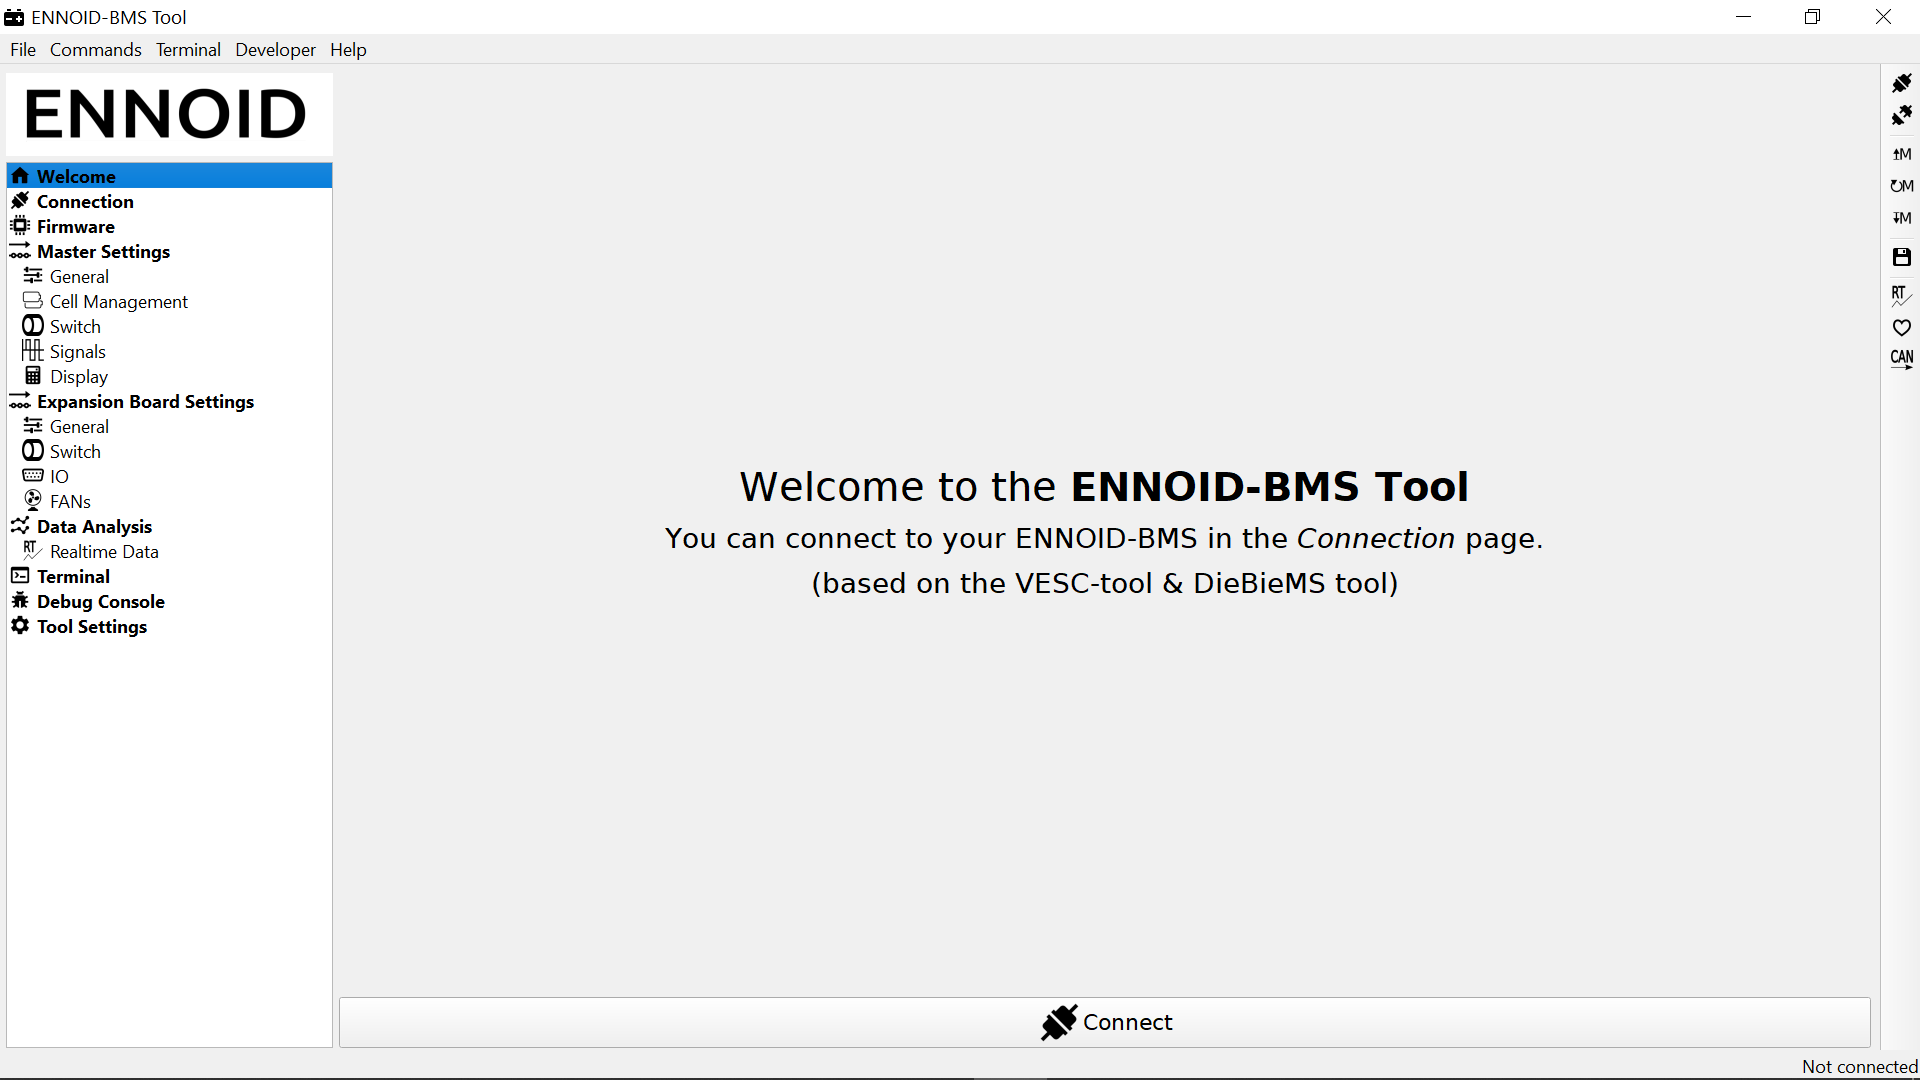 ENNOID-BMS Tool
File Commands Terminal Developer Help
ENNOID
Welcome
Connection
Firmware
Master Settings
General
Cell Management
Switch
Signals
Display
Expansion Board Settings
General
Switch
IO
FANs
Data Analysis
RT Realtime Data
Terminal
Debug Console
Tool Settings
Welcome to the ENNOID-BMS Tool
You can connect to your ENNOID-BMS in the Connection page.
(based on the VESC-tool & DieBieMS tool)
Connect
M
M
M
RT
CAN
Not connected